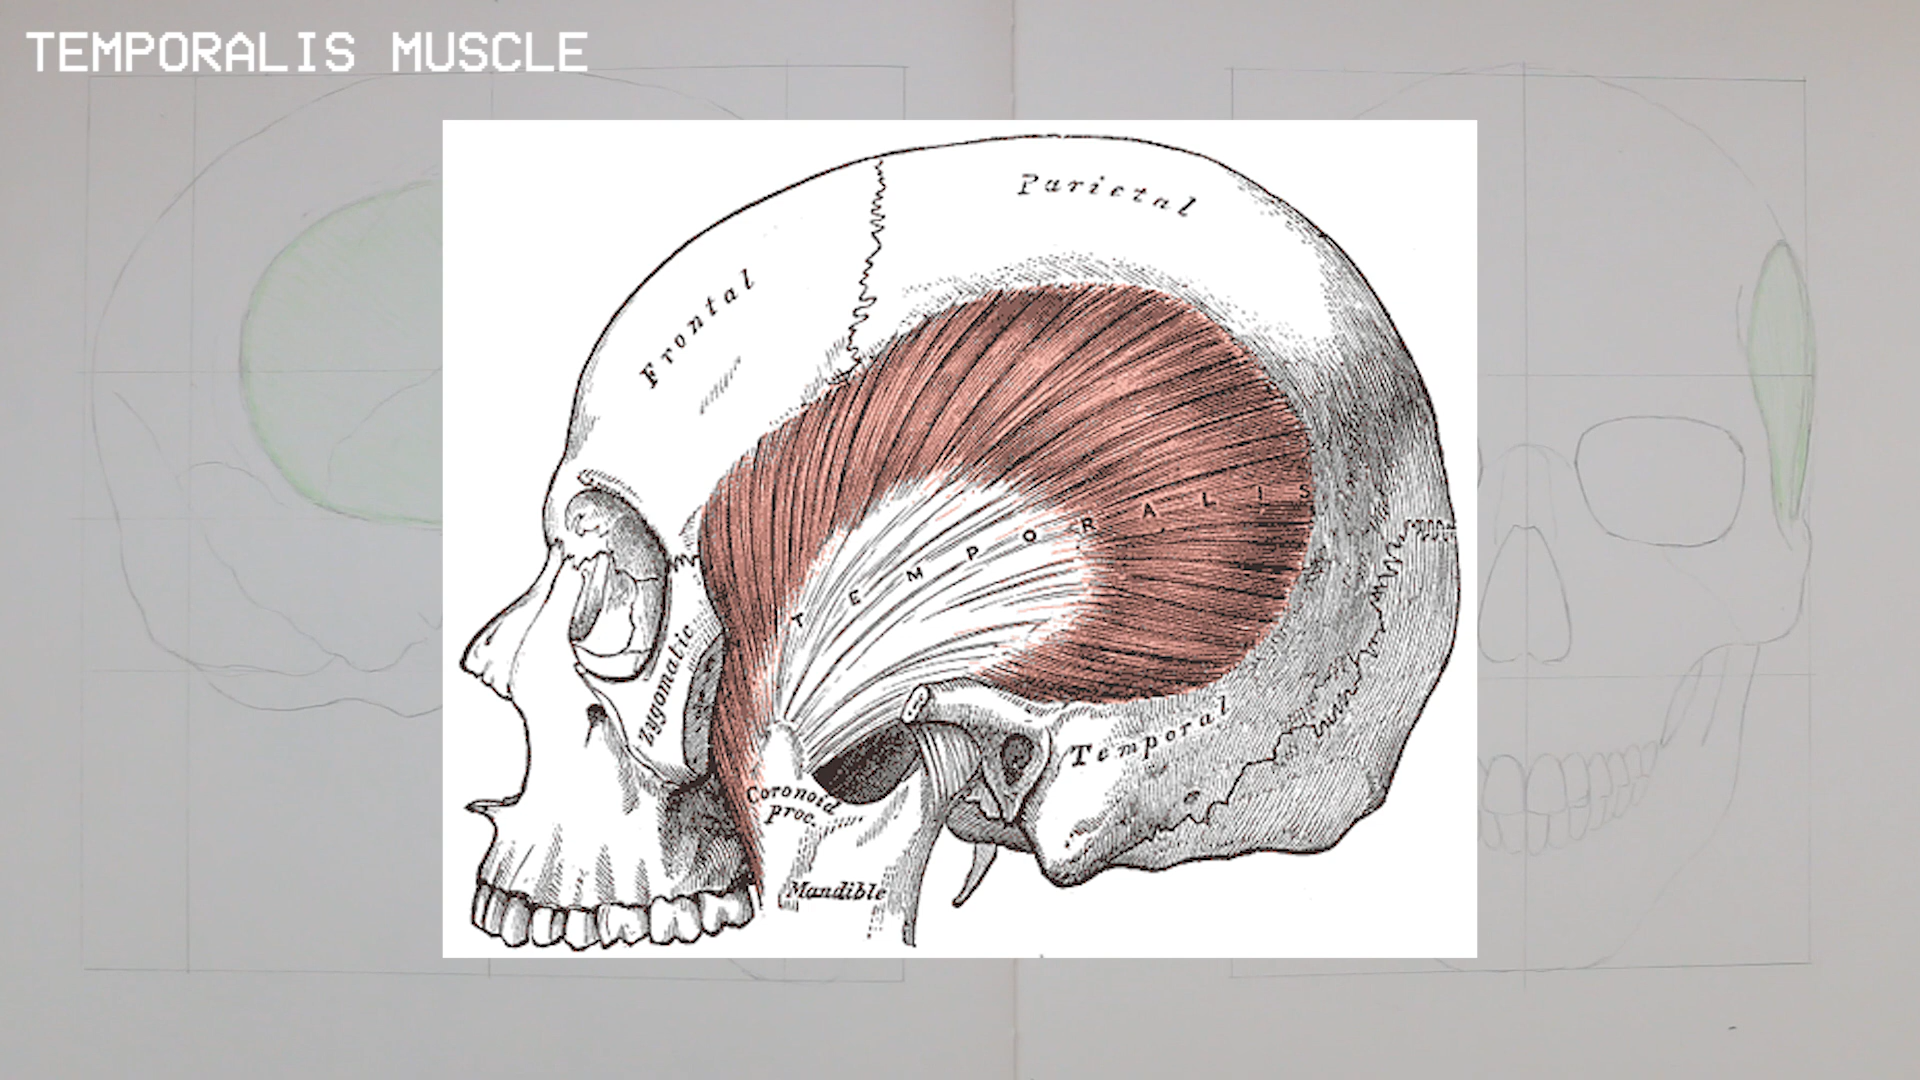 TEMPORALIS MUSCLE
Parietal
Frontal
TEMPORALIS
Zygomatic
Temporal
Coronoid
proc.
Mandible